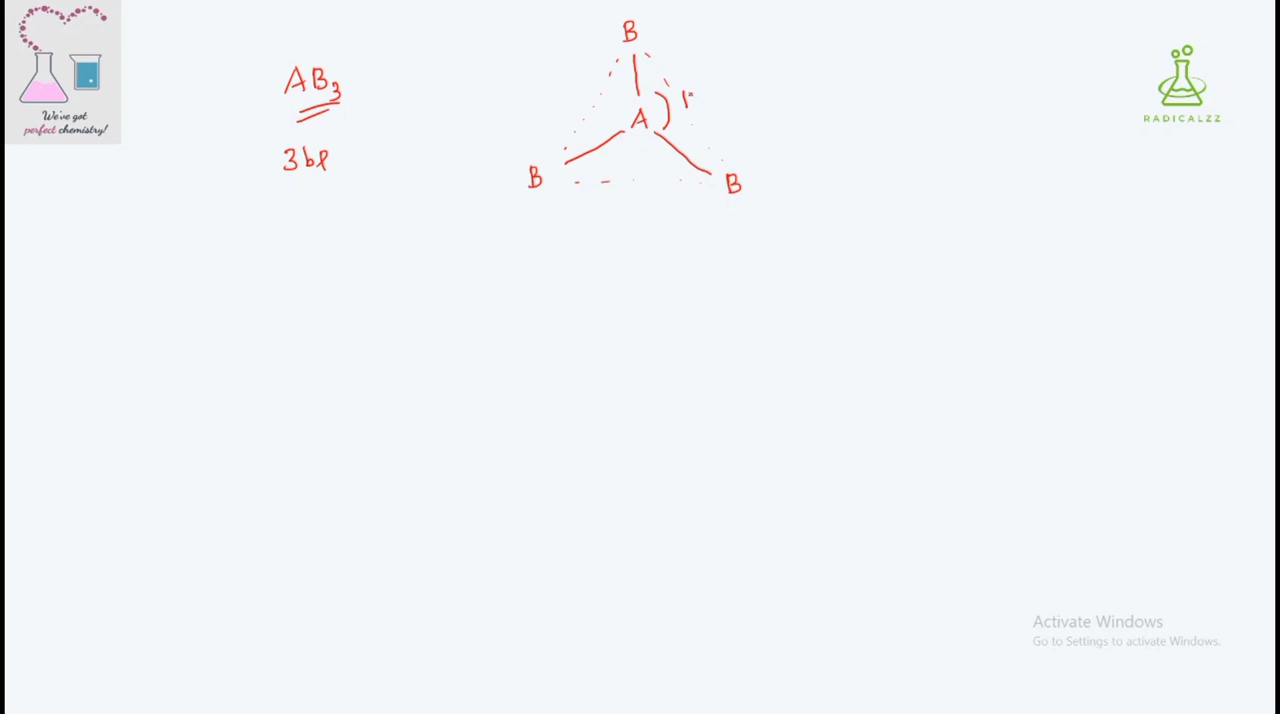 We've got
perfect chemistry!
AB₃
3bp
B
A
B
B
RADICALZZ
Activate Windows
Go to Settings to activate Windows.